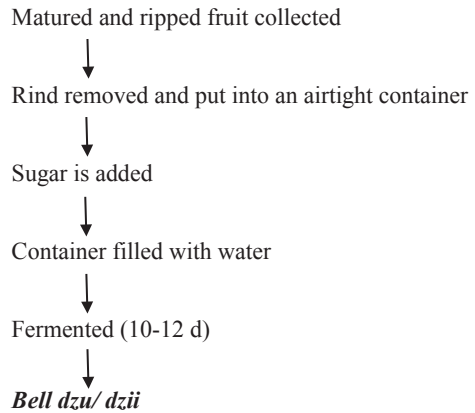 Matured and ripped fruit collected
Rind removed and put into an airtight container
Sugar is added
Container filled with water
Fermented (10-12 d)
Bell dzu/ dzii